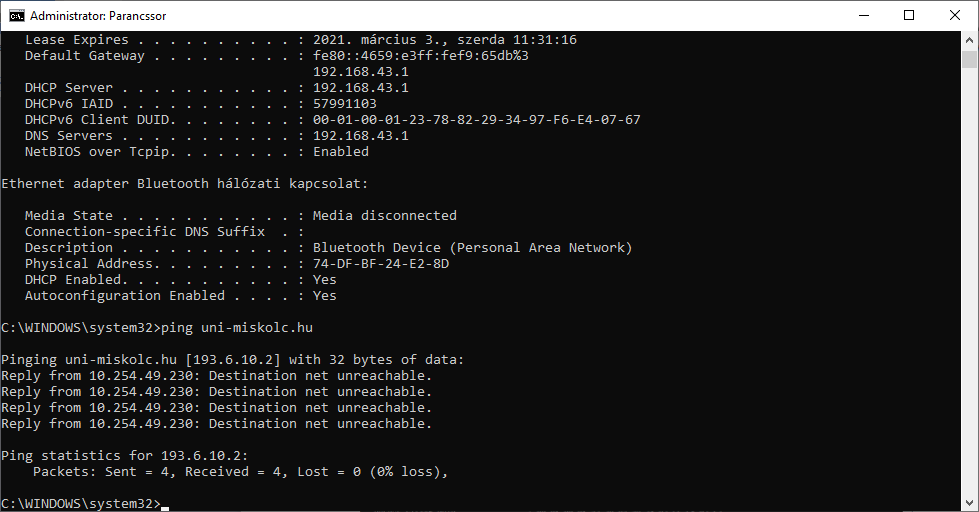 Administrator: Parancssor
Lease Expires . . . . . . . . . . : 2021. március 3., szerda 11:31:16
Default Gateway . . . . . . . . . : fe80::4659:e3ff:fef9:65db%3
192.168.43.1
DHCP Server . . . . . . . . . . . : 192.168.43.1
DHCPv6 IAID . . . . . . . . . . . : 57991103
DHCPv6 Client DUID. . . . . . . . : 00-01-00-01-23-78-82-29-34-97-F6-E4-07-67
DNS Servers . . . . . . . . . . . : 192.168.43.1
NetBIOS over Tcpip. . . . . . . . : Enabled
Ethernet adapter Bluetooth hálózati kapcsolat:
Media State . . . . . . . . . . . : Media disconnected
Connection-specific DNS Suffix  . :
Description . . . . . . . . . . . : Bluetooth Device (Personal Area Network)
Physical Address. . . . . . . . . : 74-DF-BF-24-E2-8D
DHCP Enabled. . . . . . . . . . . : Yes
Autoconfiguration Enabled . . . . : Yes
C:\WINDOWS\system32>ping uni-miskolc.hu
Pinging uni-miskolc.hu [193.6.10.2] with 32 bytes of data:
Reply from 10.254.49.230: Destination net unreachable.
Reply from 10.254.49.230: Destination net unreachable.
Reply from 10.254.49.230: Destination net unreachable.
Reply from 10.254.49.230: Destination net unreachable.
Ping statistics for 193.6.10.2:
Packets: Sent = 4, Received = 4, Lost = 0 (0% loss),
C:\WINDOWS\system32>